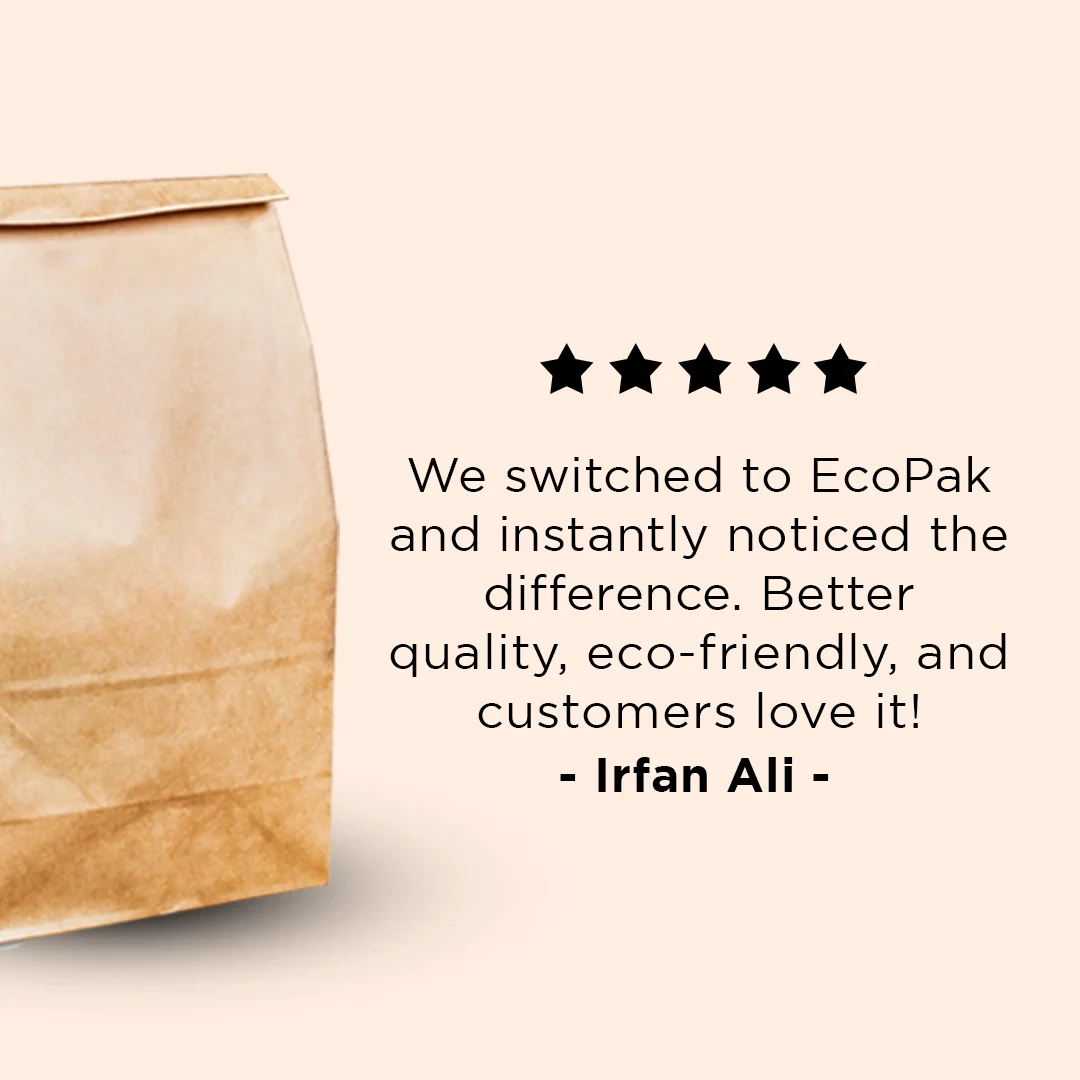 We switched to EcoPak
and instantly noticed the
difference. Better
quality, eco-friendly, and
customers love it!
- Irfan Ali -